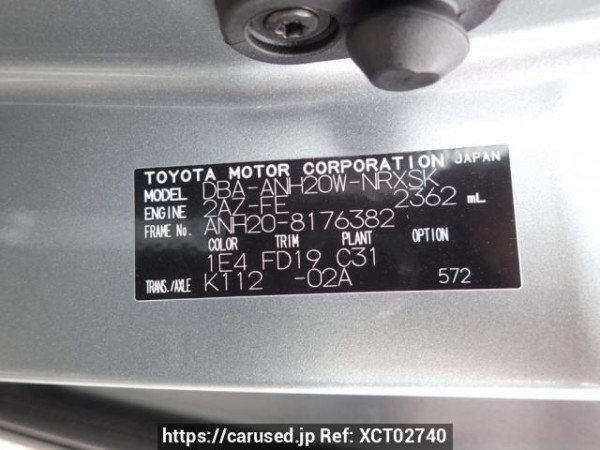 TOYOTA MOTOR CORPORATION JAPAN
MODEL DBA-ANH20W-NRXSK
ENGINE 2AZ-FE 2362 mL
FRAME No. ANH20-8176382
COLOR TRIM PLANT OPTION
1E4 FD19 C31
TRANS./AXLE K112 -02A 572
https://carused.jp Ref: XCT02740